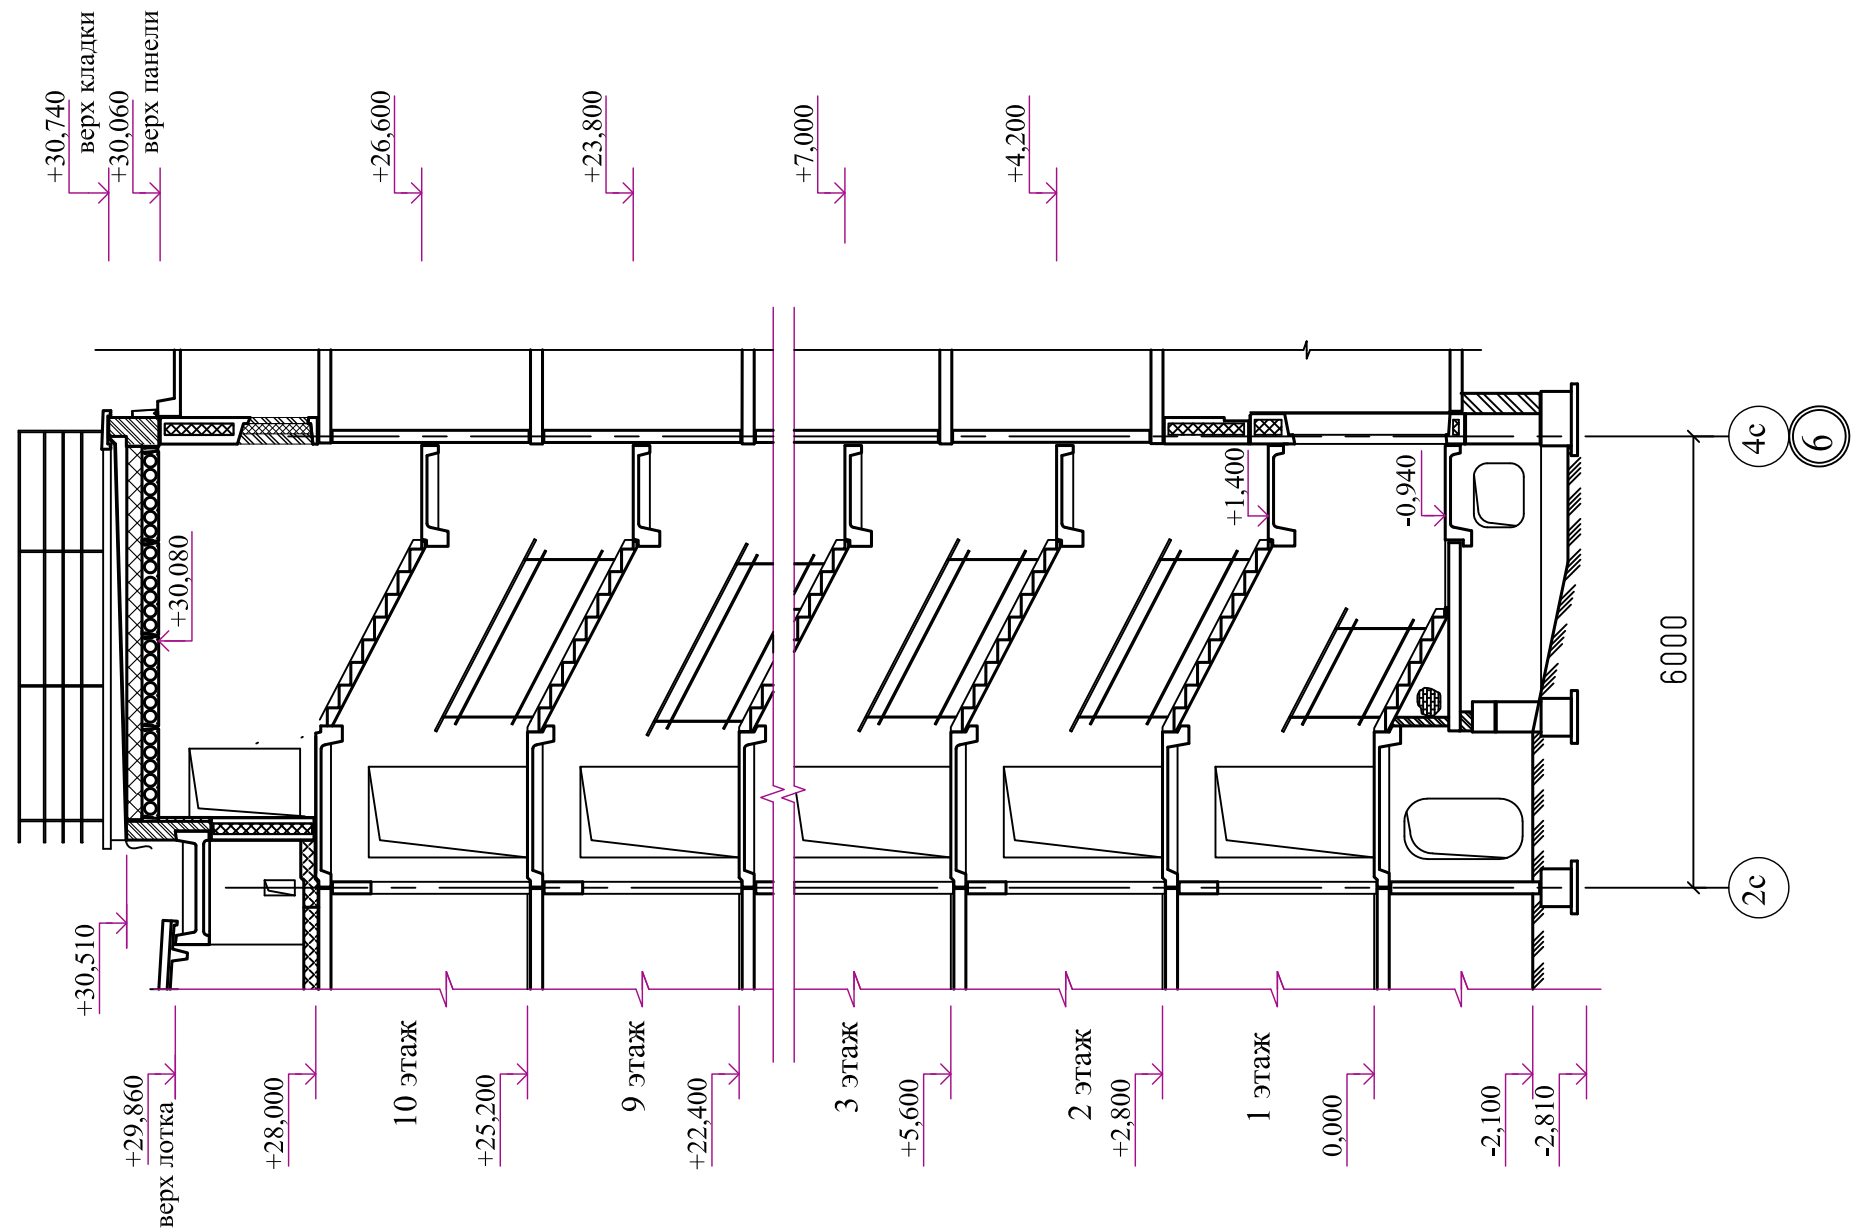 +30,740
верх кладки
+30,060
верх панели
+26,600
+23,800
+7,000
+4,200
+30,080
+1,400
-0,940
4с
6
6000
2с
+30,510
+29,860
верх лотка
+28,000
10 этаж
+25,200
9 этаж
+22,400
3 этаж
+5,600
2 этаж
+2,800
1 этаж
0,000
-2,100
-2,810